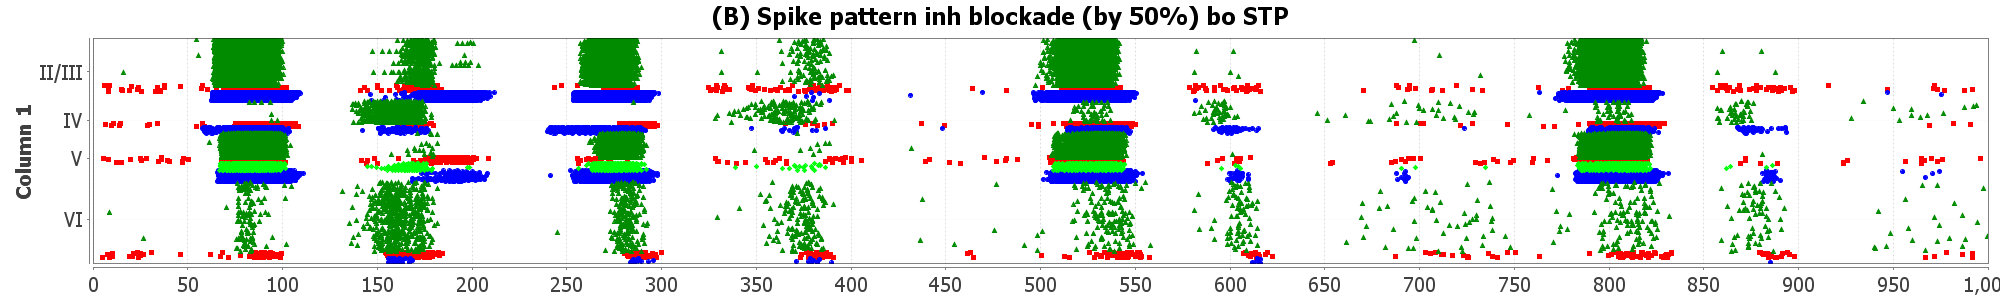 (B) Spike pattern inh blockade (by 50%) bo STP
Column 1
II/III
IV
V
VI
0 50 100 150 200 250 300 350 400 450 500 550 600 650 700 750 800 850 900 950 1,00